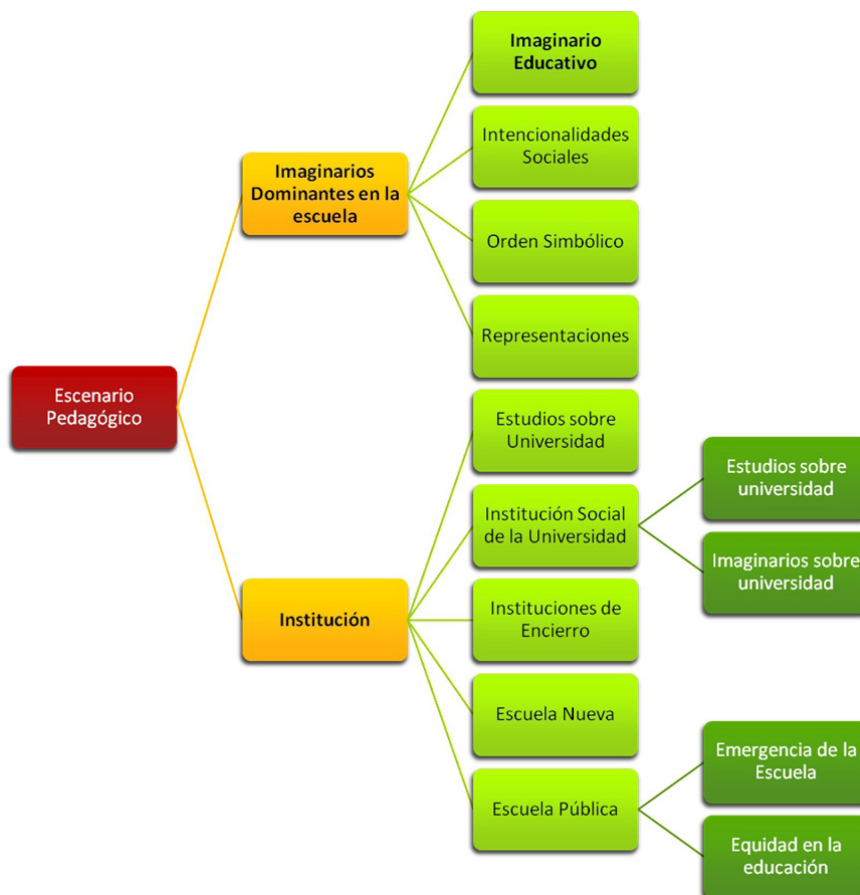 Escenario
Pedagógico
Imaginarios
Dominantes en la
escuela
Imaginario
Educativo
Intencionalidades
Sociales
Orden Simbólico
Representaciones
Institución
Estudios sobre
Universidad
Institución Social
de la Universidad
Estudios sobre
universidad
Imaginarios sobre
universidad
Instituciones de
Encierro
Escuela Nueva
Escuela Pública
Emergencia de la
Escuela
Equidad en la
educación